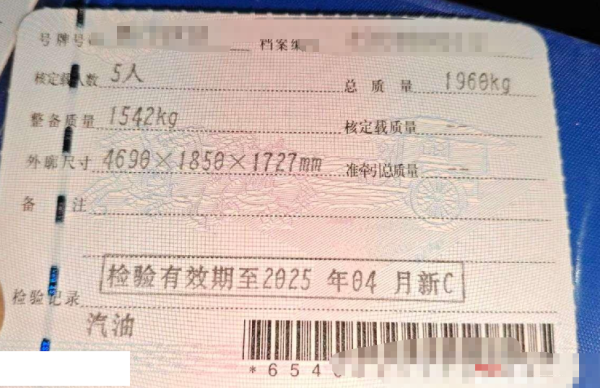 号牌号 档案编
核定载人数 5人 总质量 1960kg
整备质量 1542kg 核定载质量 --
外廓尺寸 4690×1850×1727mm 准牵引总质量 --
备注
检验有效期至2025年04月新C
检验记录
汽油
*654